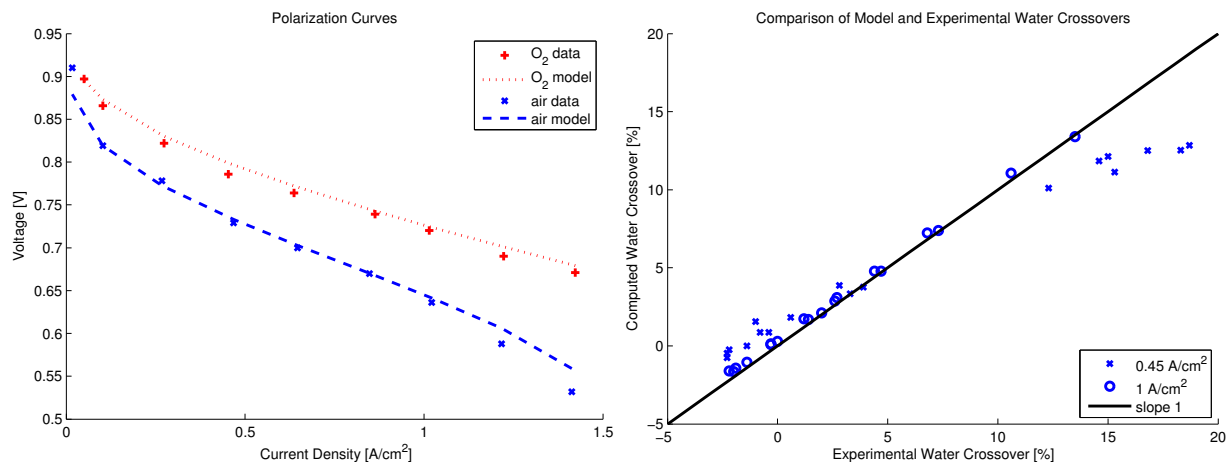 Polarization Curves
0.95
0.9
0.85
0.8
0.75
0.7
0.65
0.6
0.55
0.5
Voltage [V]
0
0.5
1
1.5
Current Density [A/cm²]
O₂ data
O₂ model
air data
air model
Comparison of Model and Experimental Water Crossovers
20
15
10
5
0
−5
Computed Water Crossover [%]
−5
0
5
10
15
20
Experimental Water Crossover [%]
0.45 A/cm²
1 A/cm²
slope 1